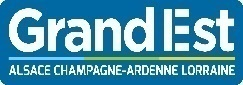 Grand Est
ALSACE CHAMPAGNE-ARDENNE LORRAINE